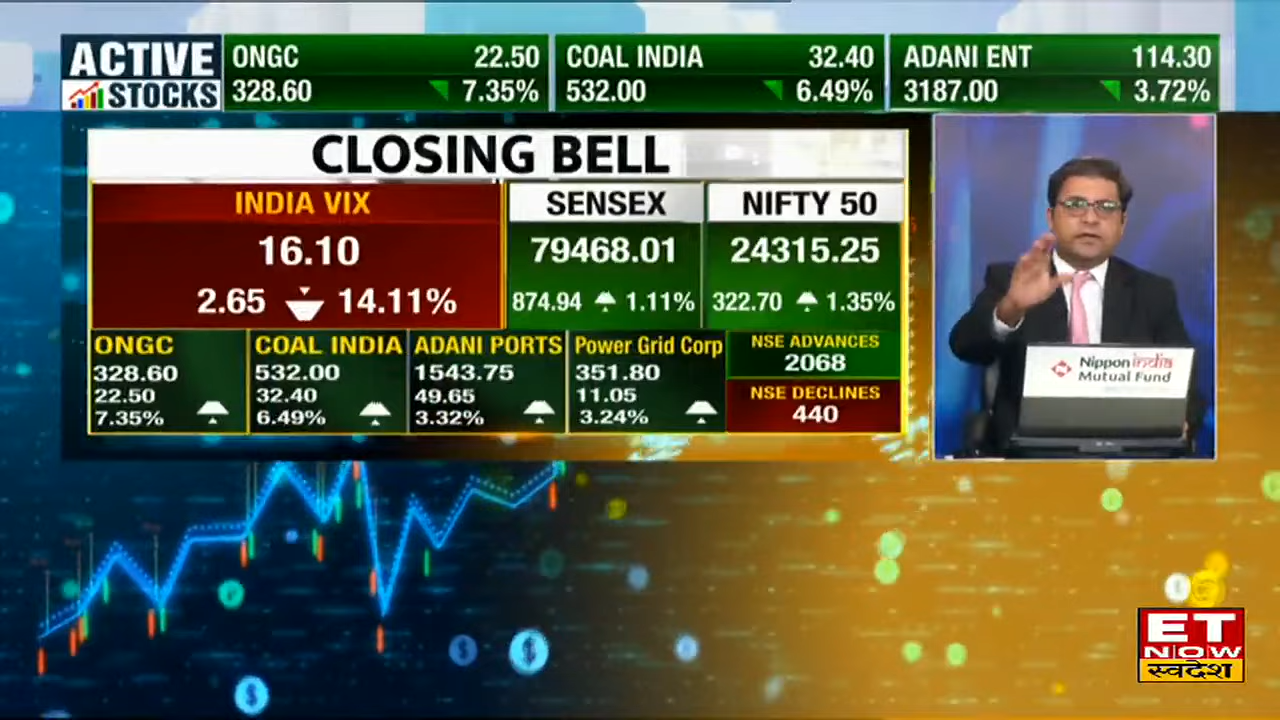 ACTIVE
STOCKS
ONGC 22.50
328.60 7.35%
COAL INDIA 32.40
532.00 6.49%
ADANI ENT 114.30
3187.00 3.72%
CLOSING BELL
INDIA VIX
16.10
2.65 14.11%
SENSEX
79468.01
874.94 1.11%
NIFTY 50
24315.25
322.70 1.35%
ONGC
328.60
22.50
7.35%
COAL INDIA
532.00
32.40
6.49%
ADANI PORTS
1543.75
49.65
3.32%
Power Grid Corp
351.80
11.05
3.24%
NSE ADVANCES
2068
NSE DECLINES
440
Nippon india
Mutual Fund
ET
NOW
स्वदेश